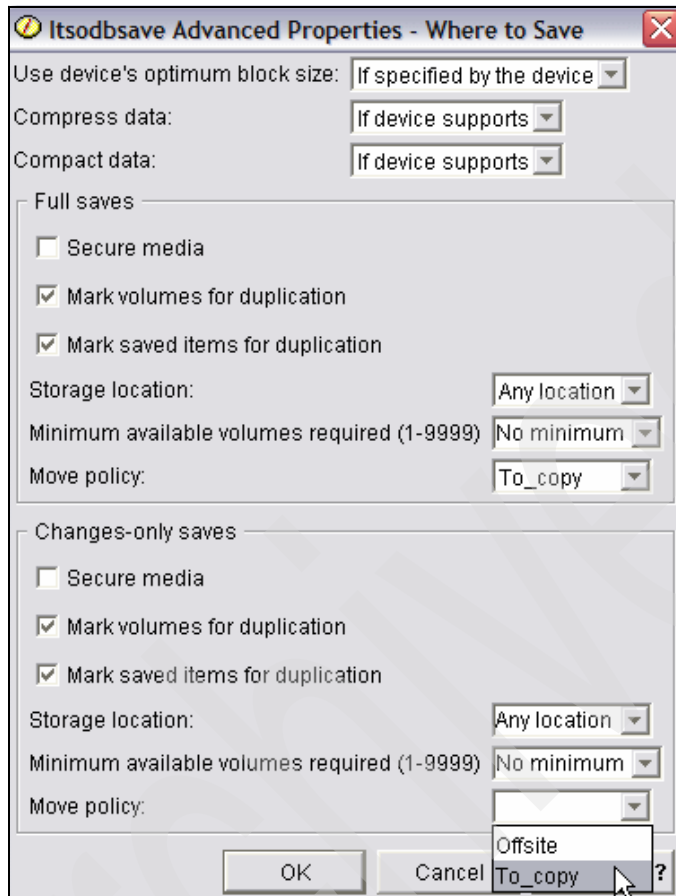 Itsodbsave Advanced Properties - Where to Save
Use device's optimum block size: If specified by the device
Compress data: If device supports
Compact data: If device supports
Full saves
Secure media
Mark volumes for duplication
Mark saved items for duplication
Storage location: Any location
Minimum available volumes required (1-9999) No minimum
Move policy: To_copy
Changes-only saves
Secure media
Mark volumes for duplication
Mark saved items for duplication
Storage location: Any location
Minimum available volumes required (1-9999) No minimum
Move policy:
Offsite
OK Cancel To_copy ?